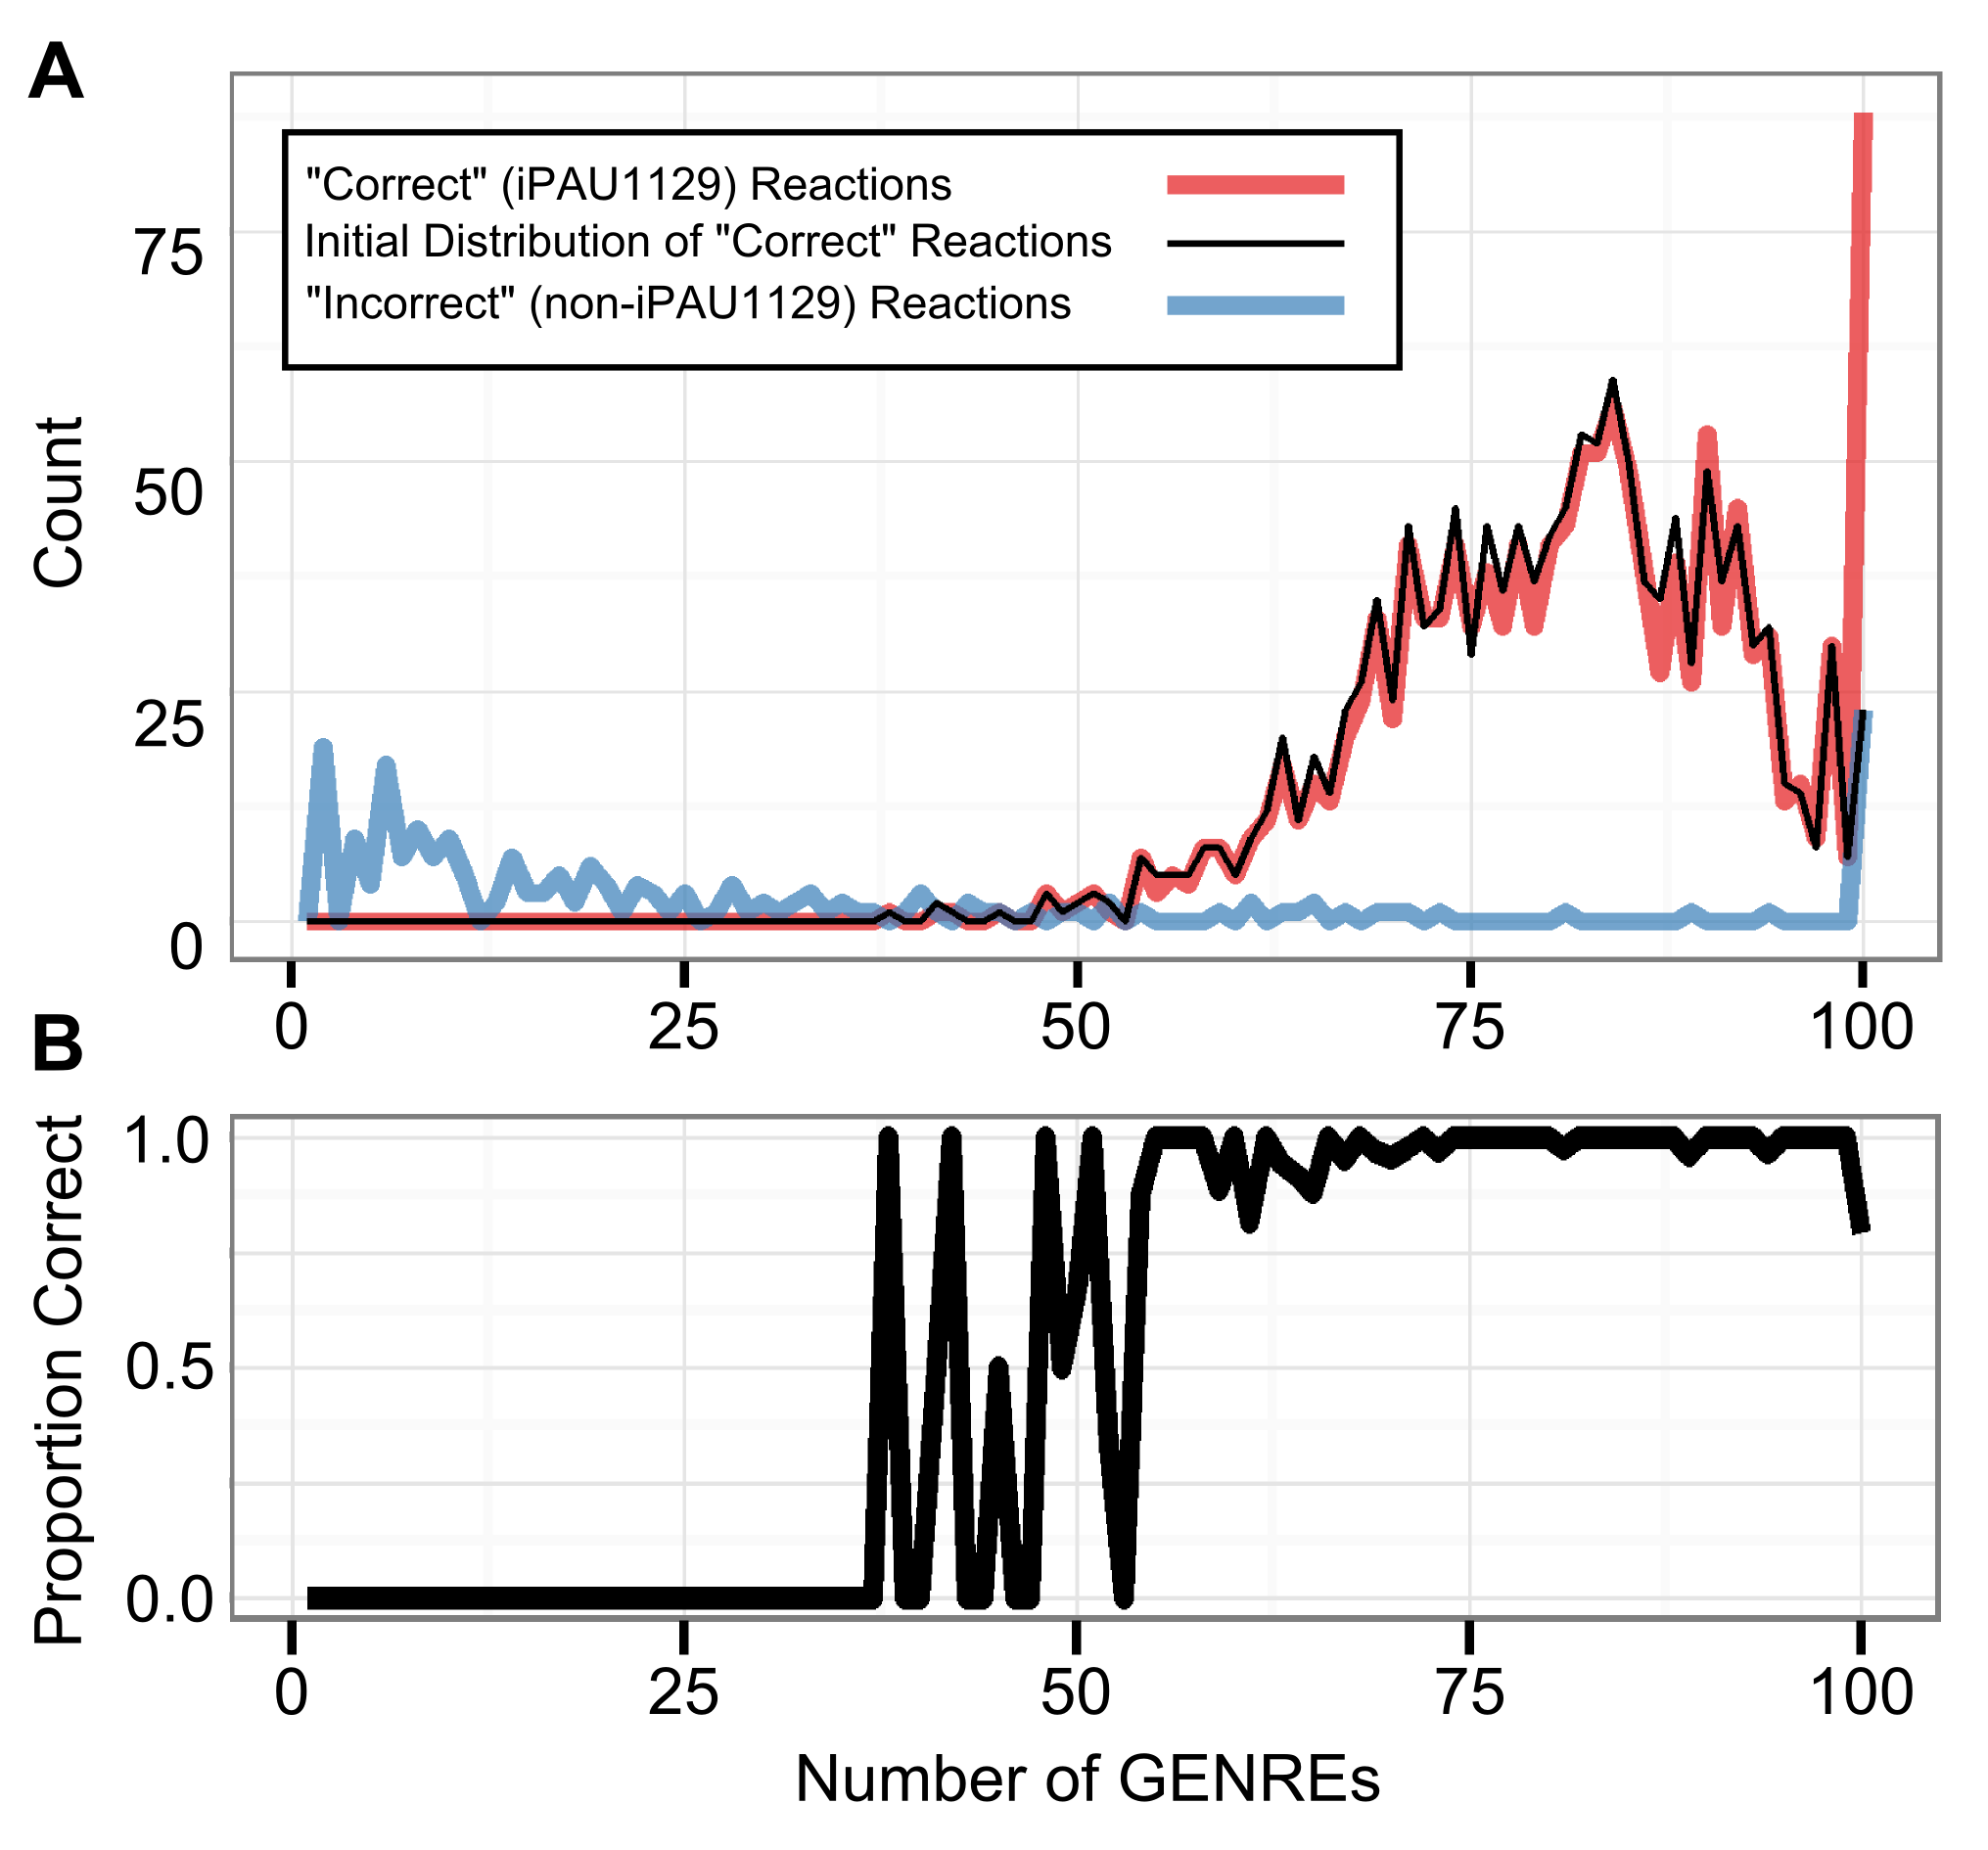 A
"Correct" (iPAU1129) Reactions
Initial Distribution of "Correct" Reactions
"Incorrect" (non-iPAU1129) Reactions
Count
75
50
25
0
0 25 50 75 100
B
Proportion Correct
1.0
0.5
0.0
0 25 50 75 100
Number of GENREs